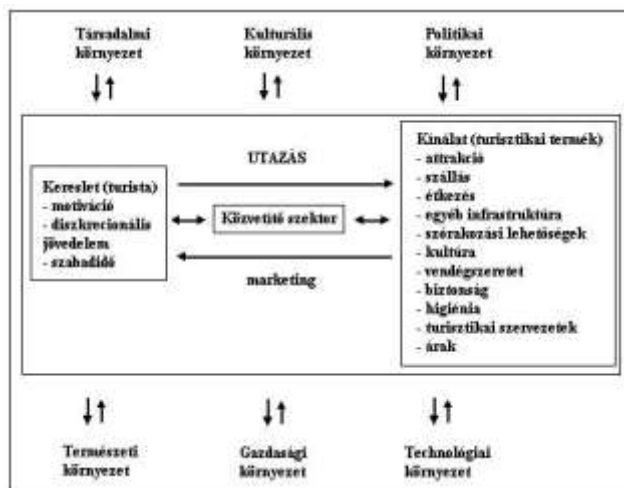 Társadalmi környezet
Kulturális környezet
Politikai környezet
UTAZÁS
Kereslet (turista)
- motiváció
- diszkrecionális
jövedelem
- szabadidő
Közvetítő szektor
marketing
Kínálat (turisztikai termék)
- attrakció
- szállás
- étkezés
- egyéb infrastruktúra
- szórakozási lehetőségek
- kultúra
- vendégszeretet
- biztonság
- higiénia
- turisztikai szervezetek
- árak
Természeti környezet
Gazdasági környezet
Technológiai környezet